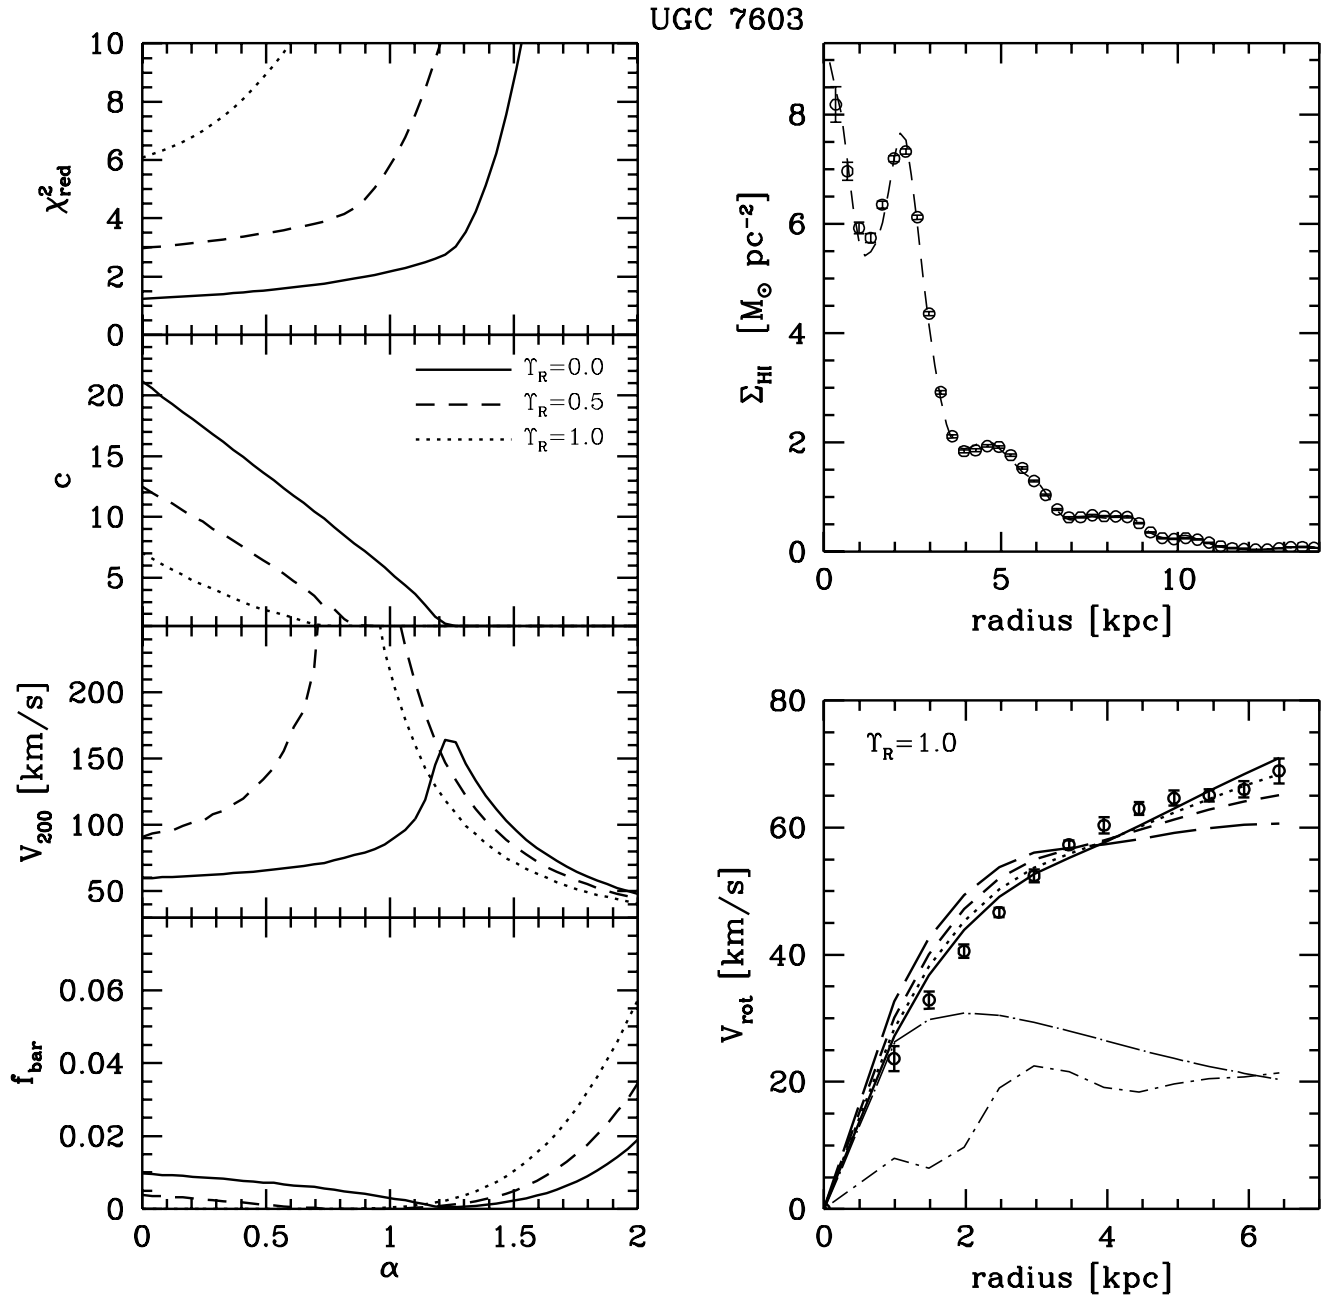 UGC 7603
10
8
6
4
2
0
χ²red
20
15
10
5
c
ϒR=0.0
ϒR=0.5
ϒR=1.0
200
150
100
50
V200 [km/s]
0.06
0.04
0.02
0
fbar
0
0.5
1
1.5
2
α
8
6
4
2
0
ΣHI [M⊙ pc−2]
0
5
10
radius [kpc]
80
60
40
20
0
Vrot [km/s]
ϒR=1.0
0
2
4
6
radius [kpc]